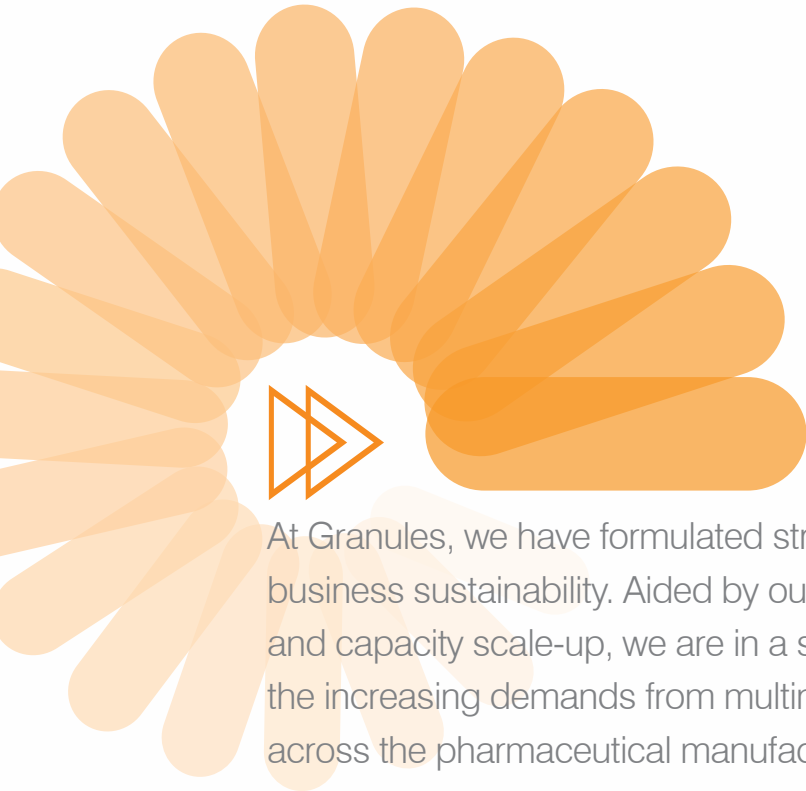 At Granules, we have formulated str
business sustainability. Aided by ou
and capacity scale-up, we are in a s
the increasing demands from multin
across the pharmaceutical manufac